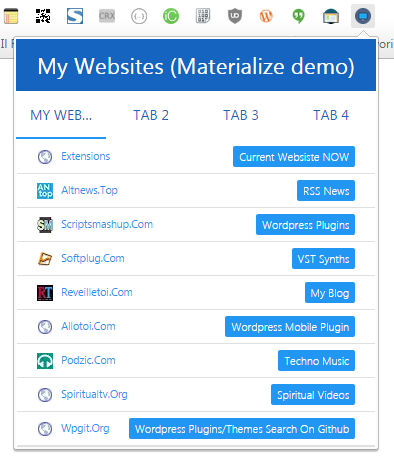 CRX
Il F
ori
My Websites (Materialize demo)
MY WEB... TAB 2 TAB 3 TAB 4
Extensions Current Websiste NOW
Altnews.Top RSS News
Scriptsmashup.Com Wordpress Plugins
Softplug.Com VST Synths
Reveilletoi.Com My Blog
Allotoi.Com Wordpress Mobile Plugin
Podzic.Com Techno Music
Spiritualtv.Org Spiritual Videos
Wpgit.Org Wordpress Plugins/Themes Search On Github